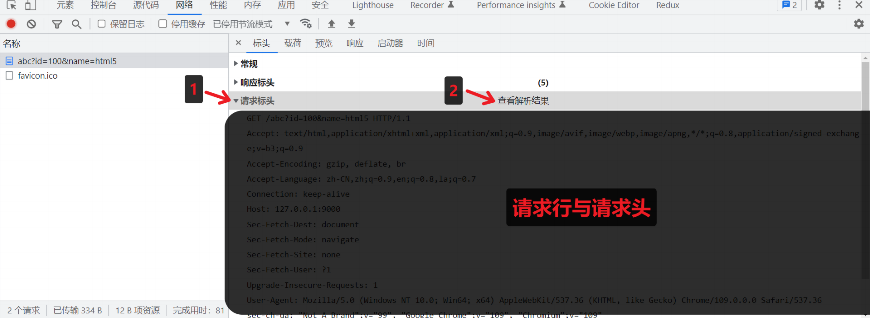 元素 控制台 源代码 网络 性能 内存 应用 安全 Lighthouse Recorder Performance insights Cookie Editor Redux 2
保留日志 停用缓存 已停用节流模式
名称
标头 载荷 预览 响应 启动器 时间
abc?id=100&name=html5
常规
favicon.ico
响应标头 (5)
1
2
请求标头 查看解析结果
GET /abc?id=100&name=html5 HTTP/1.1
Accept: text/html,application/xhtml+xml,application/xml;q=0.9,image/avif,image/webp,image/apng,*/*;q=0.8,application/signed-exchang
e;v=b3;q=0.9
Accept-Encoding: gzip, deflate, br
Accept-Language: zh-CN,zh;q=0.9,en;q=0.8,ja;q=0.7
Connection: keep-alive
Host: 127.0.0.1:9000
请求行与请求头
Sec-Fetch-Dest: document
Sec-Fetch-Mode: navigate
Sec-Fetch-Site: none
Sec-Fetch-User: ?1
Upgrade-Insecure-Requests: 1
User-Agent: Mozilla/5.0 (Windows NT 10.0; Win64; x64) AppleWebKit/537.36 (KHTML, like Gecko) Chrome/109.0.0.0 Safari/537.36
sec-ch-ua: "Not A Brand";v="99", "Google Chrome";v="109", "Chromium";v="109"
2 个请求 已传输 334 B 12 B 项资源 完成用时：81